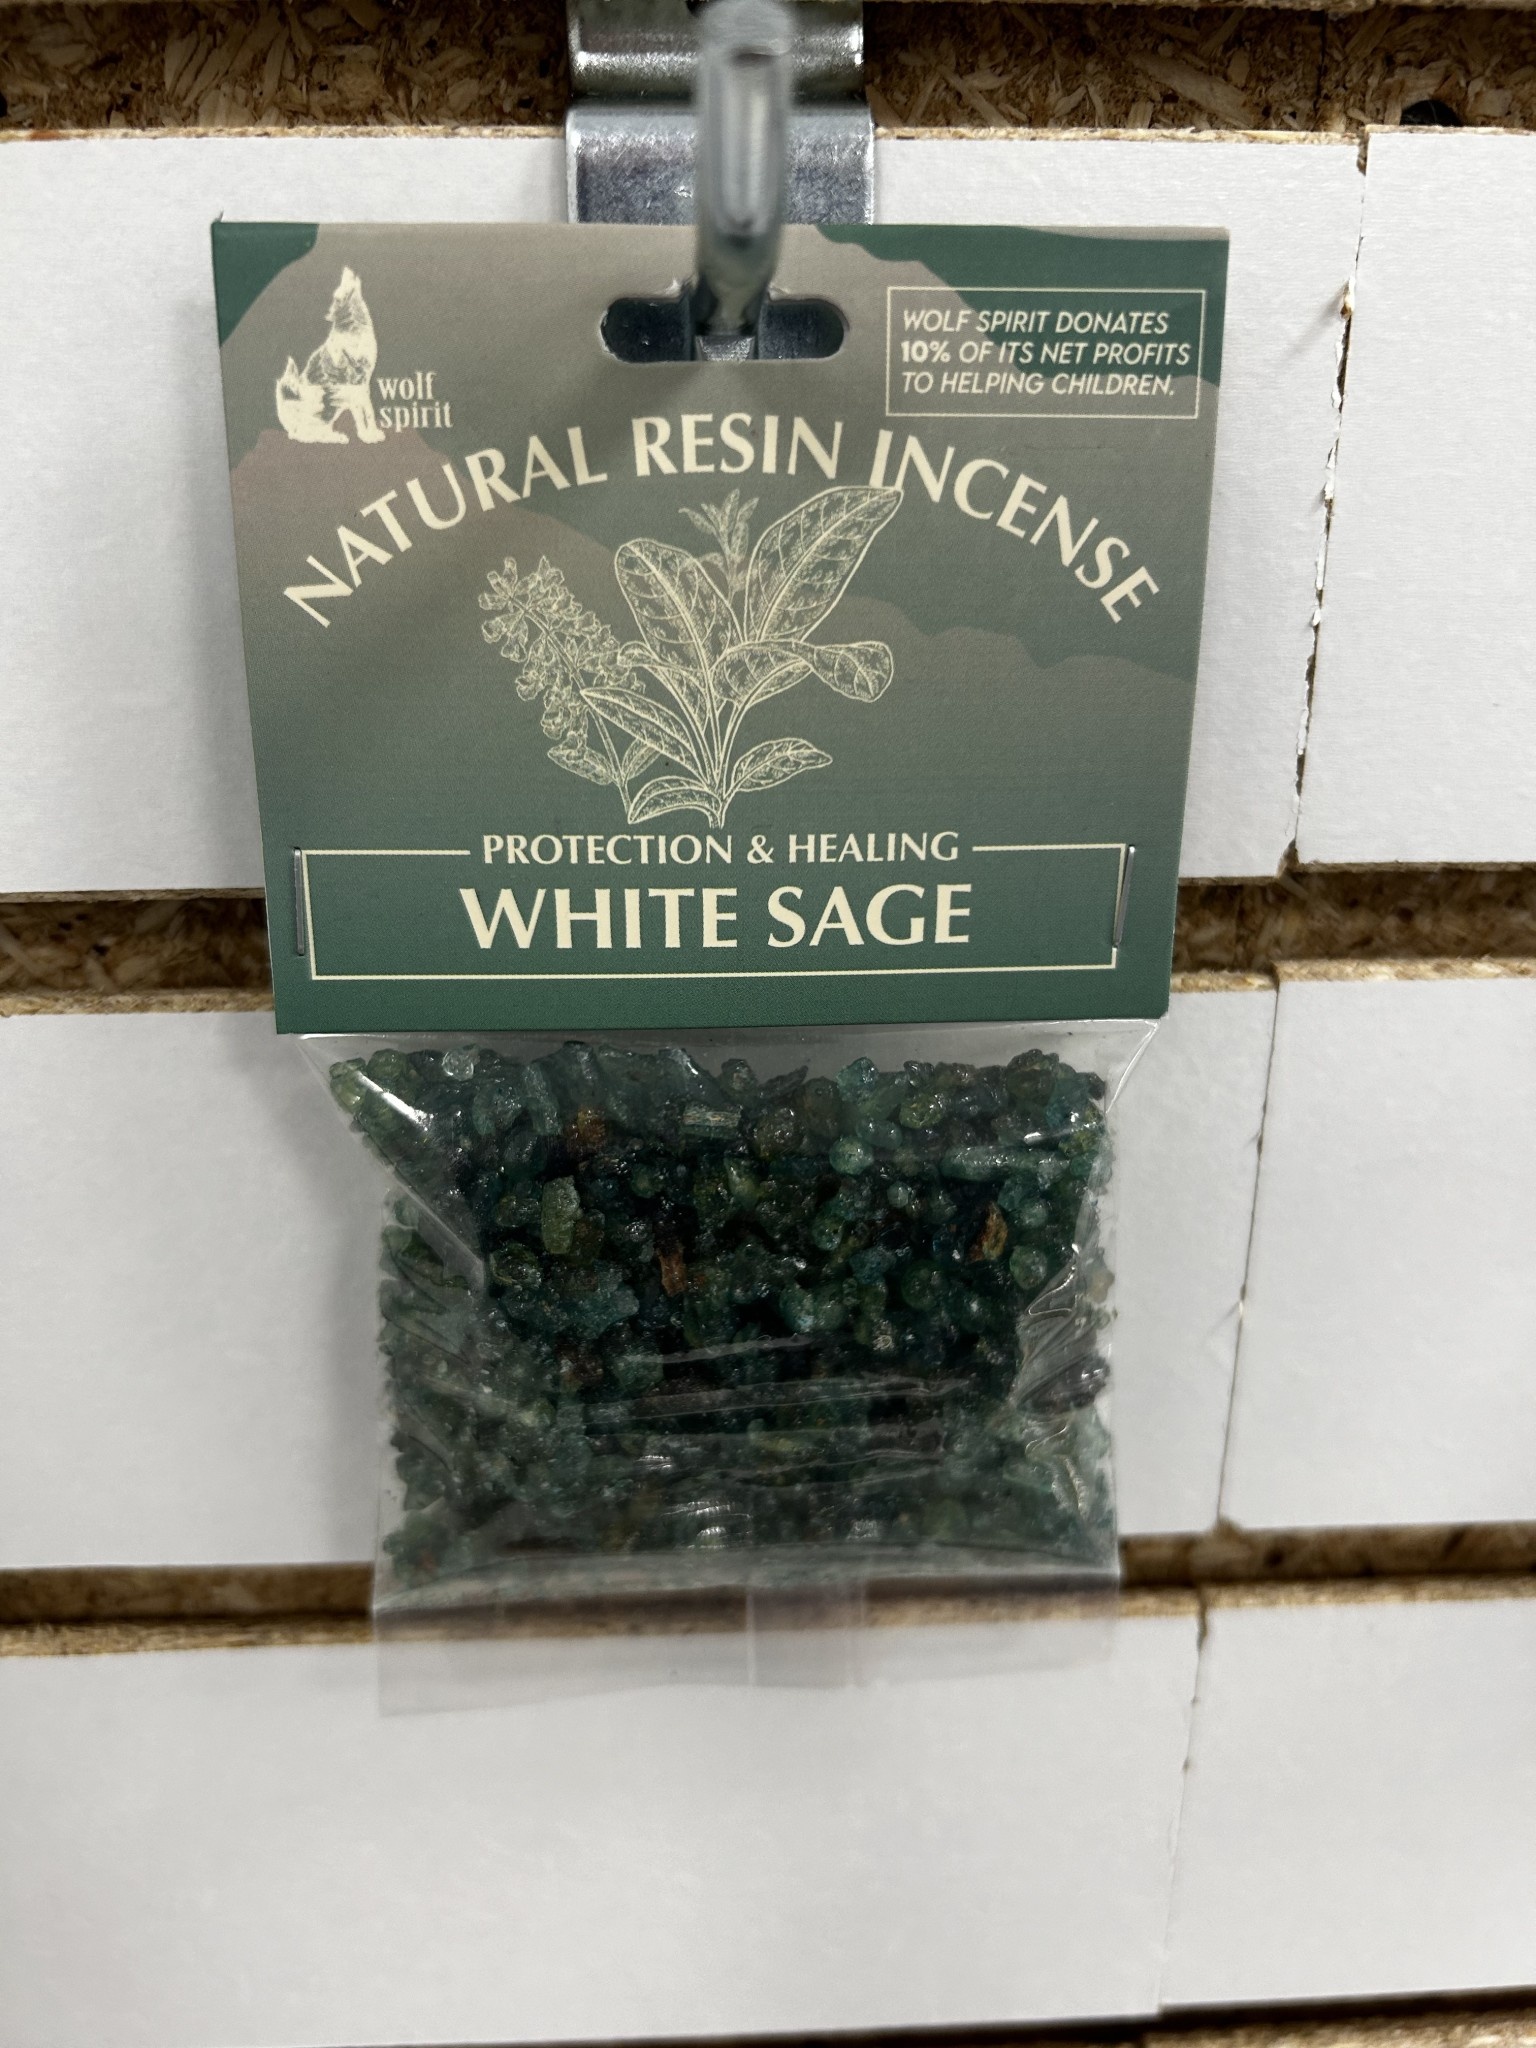 wolf
spirit
WOLF SPIRIT DONATES
10% OF ITS NET PROFITS
TO HELPING CHILDREN.
NATURAL RESIN INCENSE
PROTECTION & HEALING
WHITE SAGE